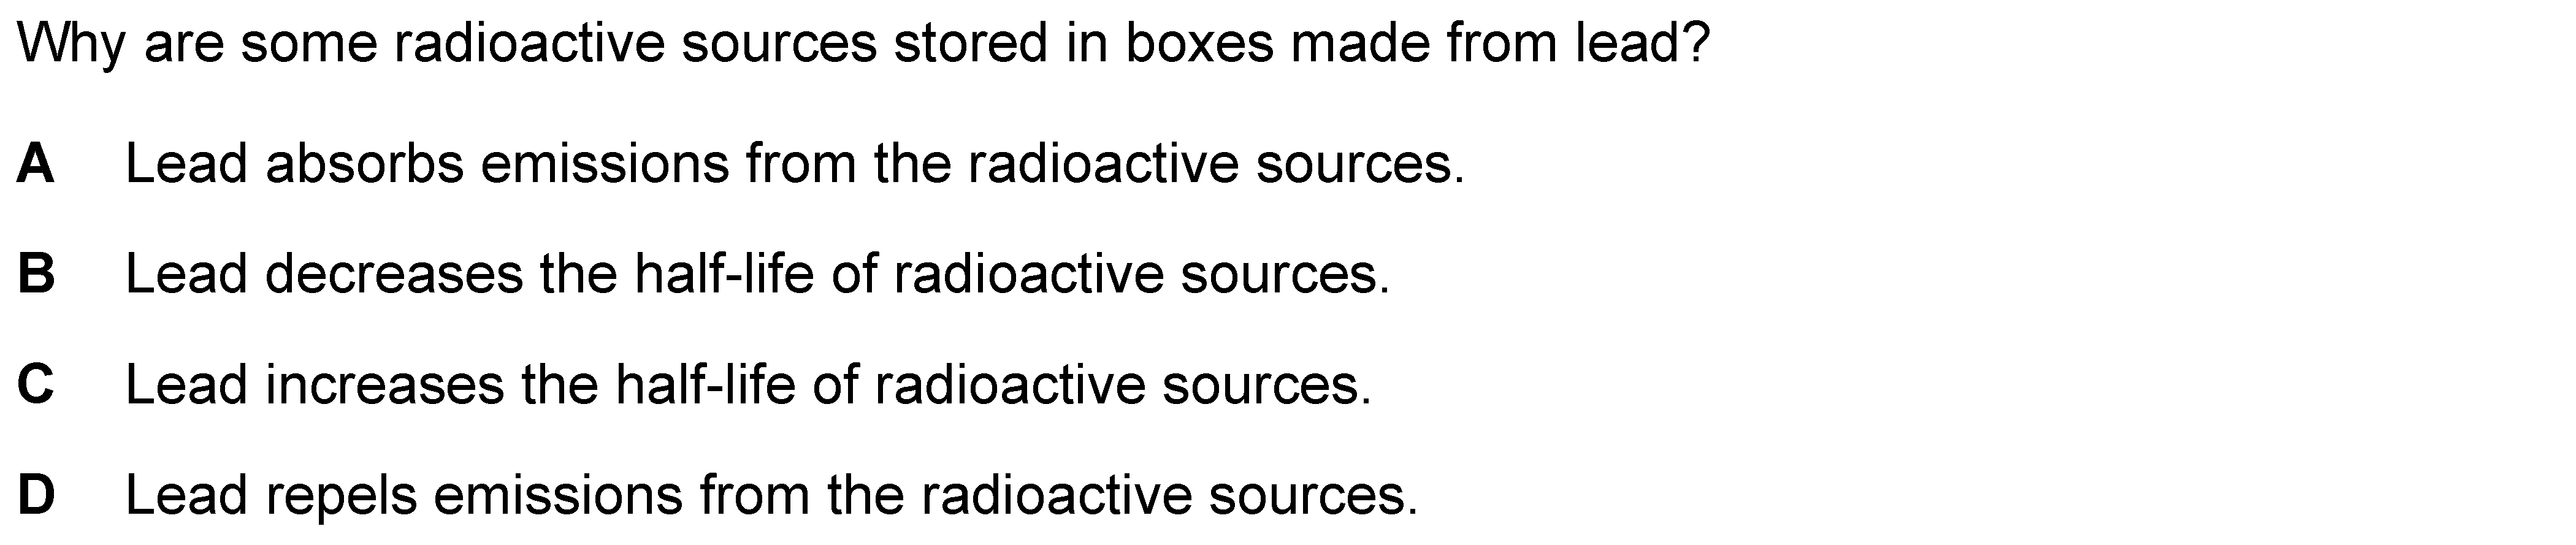 Why are some radioactive sources stored in boxes made from lead?
A Lead absorbs emissions from the radioactive sources.
B Lead decreases the half-life of radioactive sources.
C Lead increases the half-life of radioactive sources.
D Lead repels emissions from the radioactive sources.